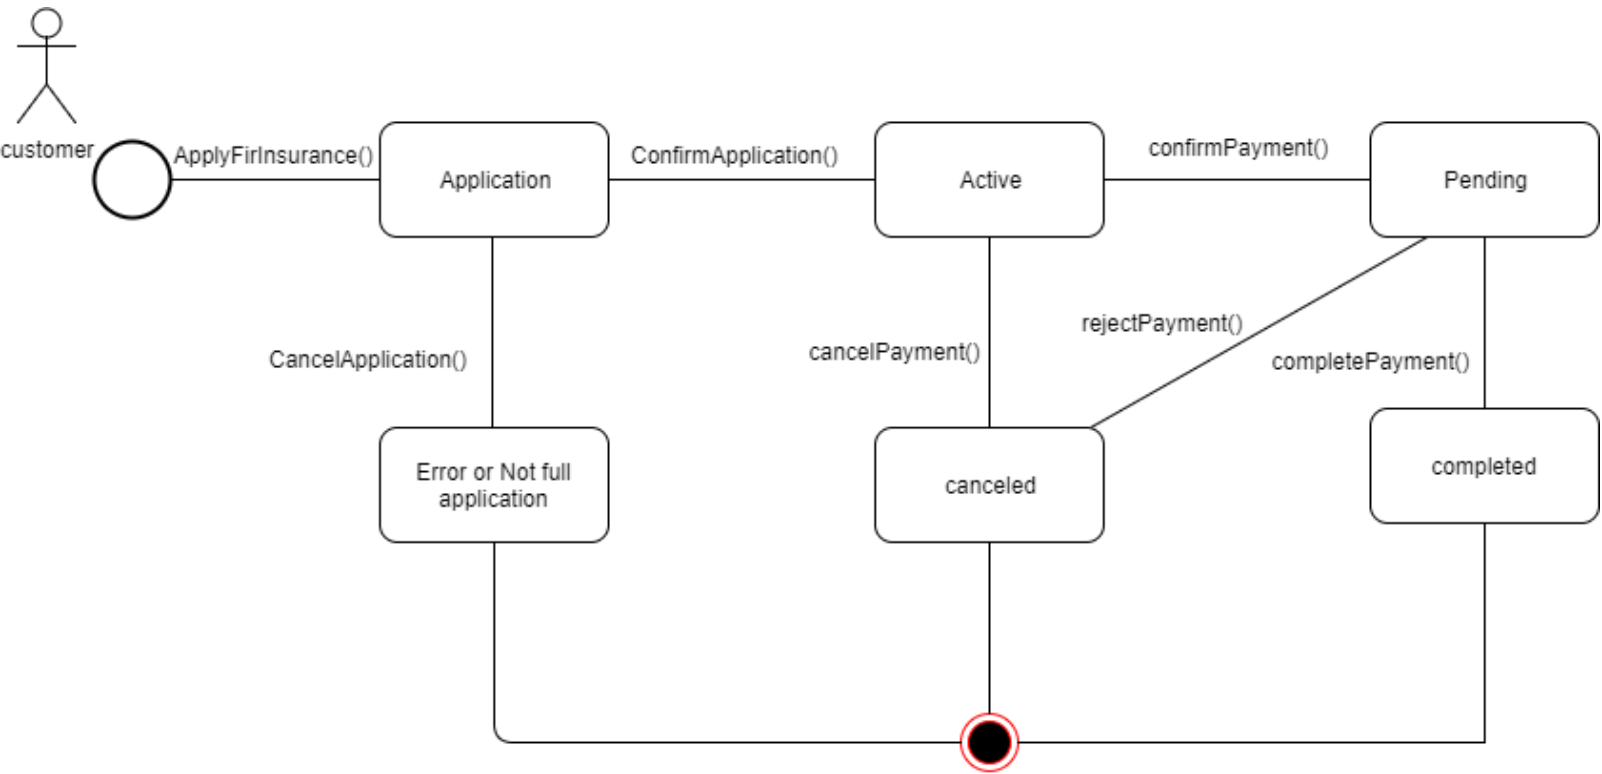 customer
ApplyFirInsurance()
Application
ConfirmApplication()
Active
confirmPayment()
Pending
CancelApplication()
cancelPayment()
rejectPayment()
completePayment()
Error or Not full
application
canceled
completed